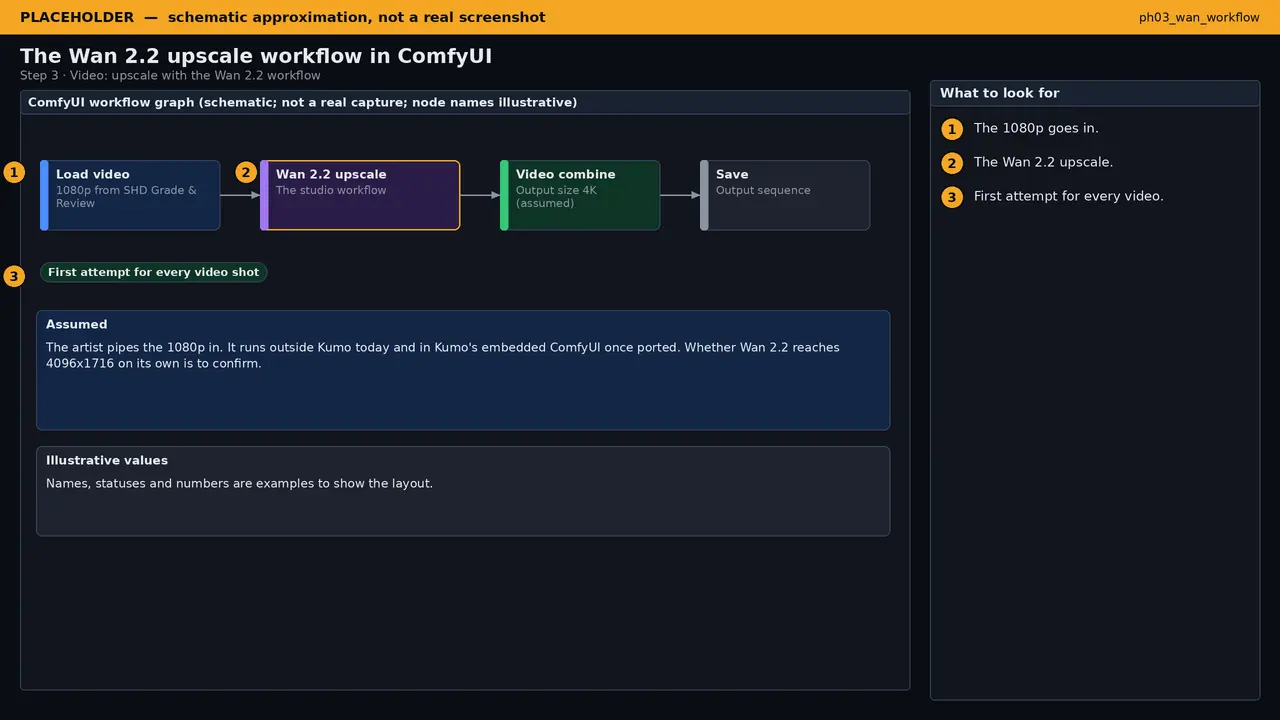 PLACEHOLDER — schematic approximation, not a real screenshot
ph03_wan_workflow
The Wan 2.2 upscale workflow in ComfyUI
Step 3 · Video: upscale with the Wan 2.2 workflow
ComfyUI workflow graph (schematic; not a real capture; node names illustrative)
1
Load video
1080p from SHD Grade &
Review
2
Wan 2.2 upscale
The studio workflow
Video combine
Output size 4K
(assumed)
Save
Output sequence
3
First attempt for every video shot
Assumed
The artist pipes the 1080p in. It runs outside Kumo today and in Kumo's embedded ComfyUI once ported. Whether Wan 2.2 reaches
4096x1716 on its own is to confirm.
Illustrative values
Names, statuses and numbers are examples to show the layout.
What to look for
1 The 1080p goes in.
2 The Wan 2.2 upscale.
3 First attempt for every video.